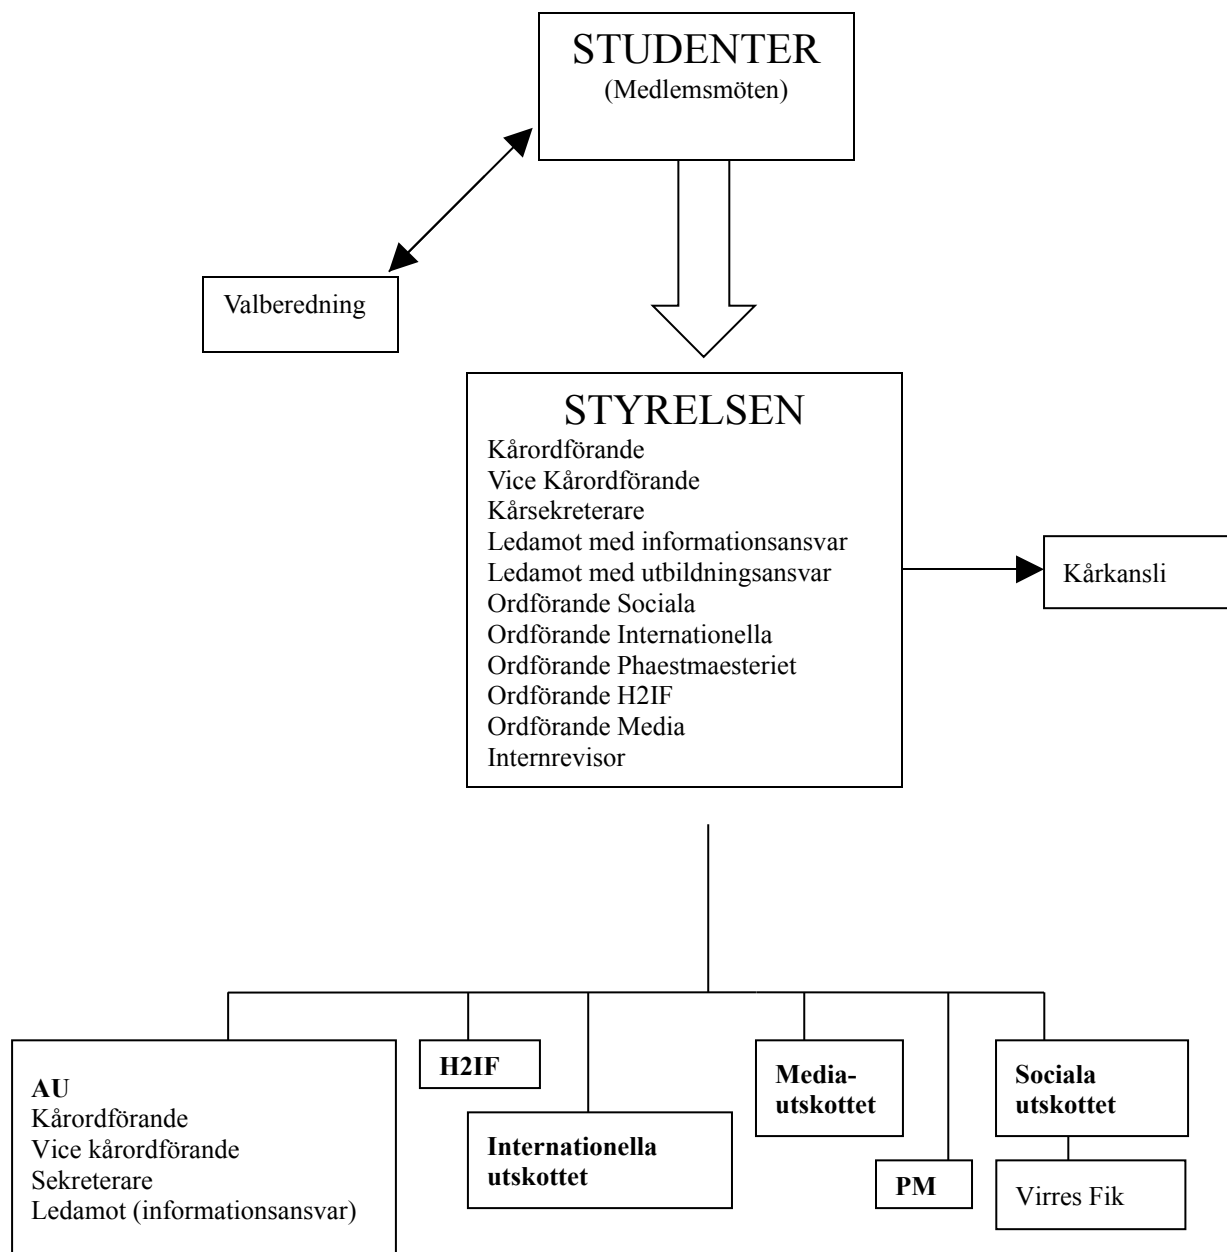 STUDENTER
(Medlemsmöten)
Valberedning
STYRELSEN
Kårordförande
Vice Kårordförande
Kårsekreterare
Ledamot med informationsansvar
Ledamot med utbildningsansvar
Ordförande Sociala
Ordförande Internationella
Ordförande Phaestmaesteriet
Ordförande H2IF
Ordförande Media
Internrevisor
Kårkansli
AU
Kårordförande
Vice kårordförande
Sekreterare
Ledamot (informationsansvar)
H2IF
Internationella
utskottet
Media-
utskottet
PM
Sociala
utskottet
Virres Fik